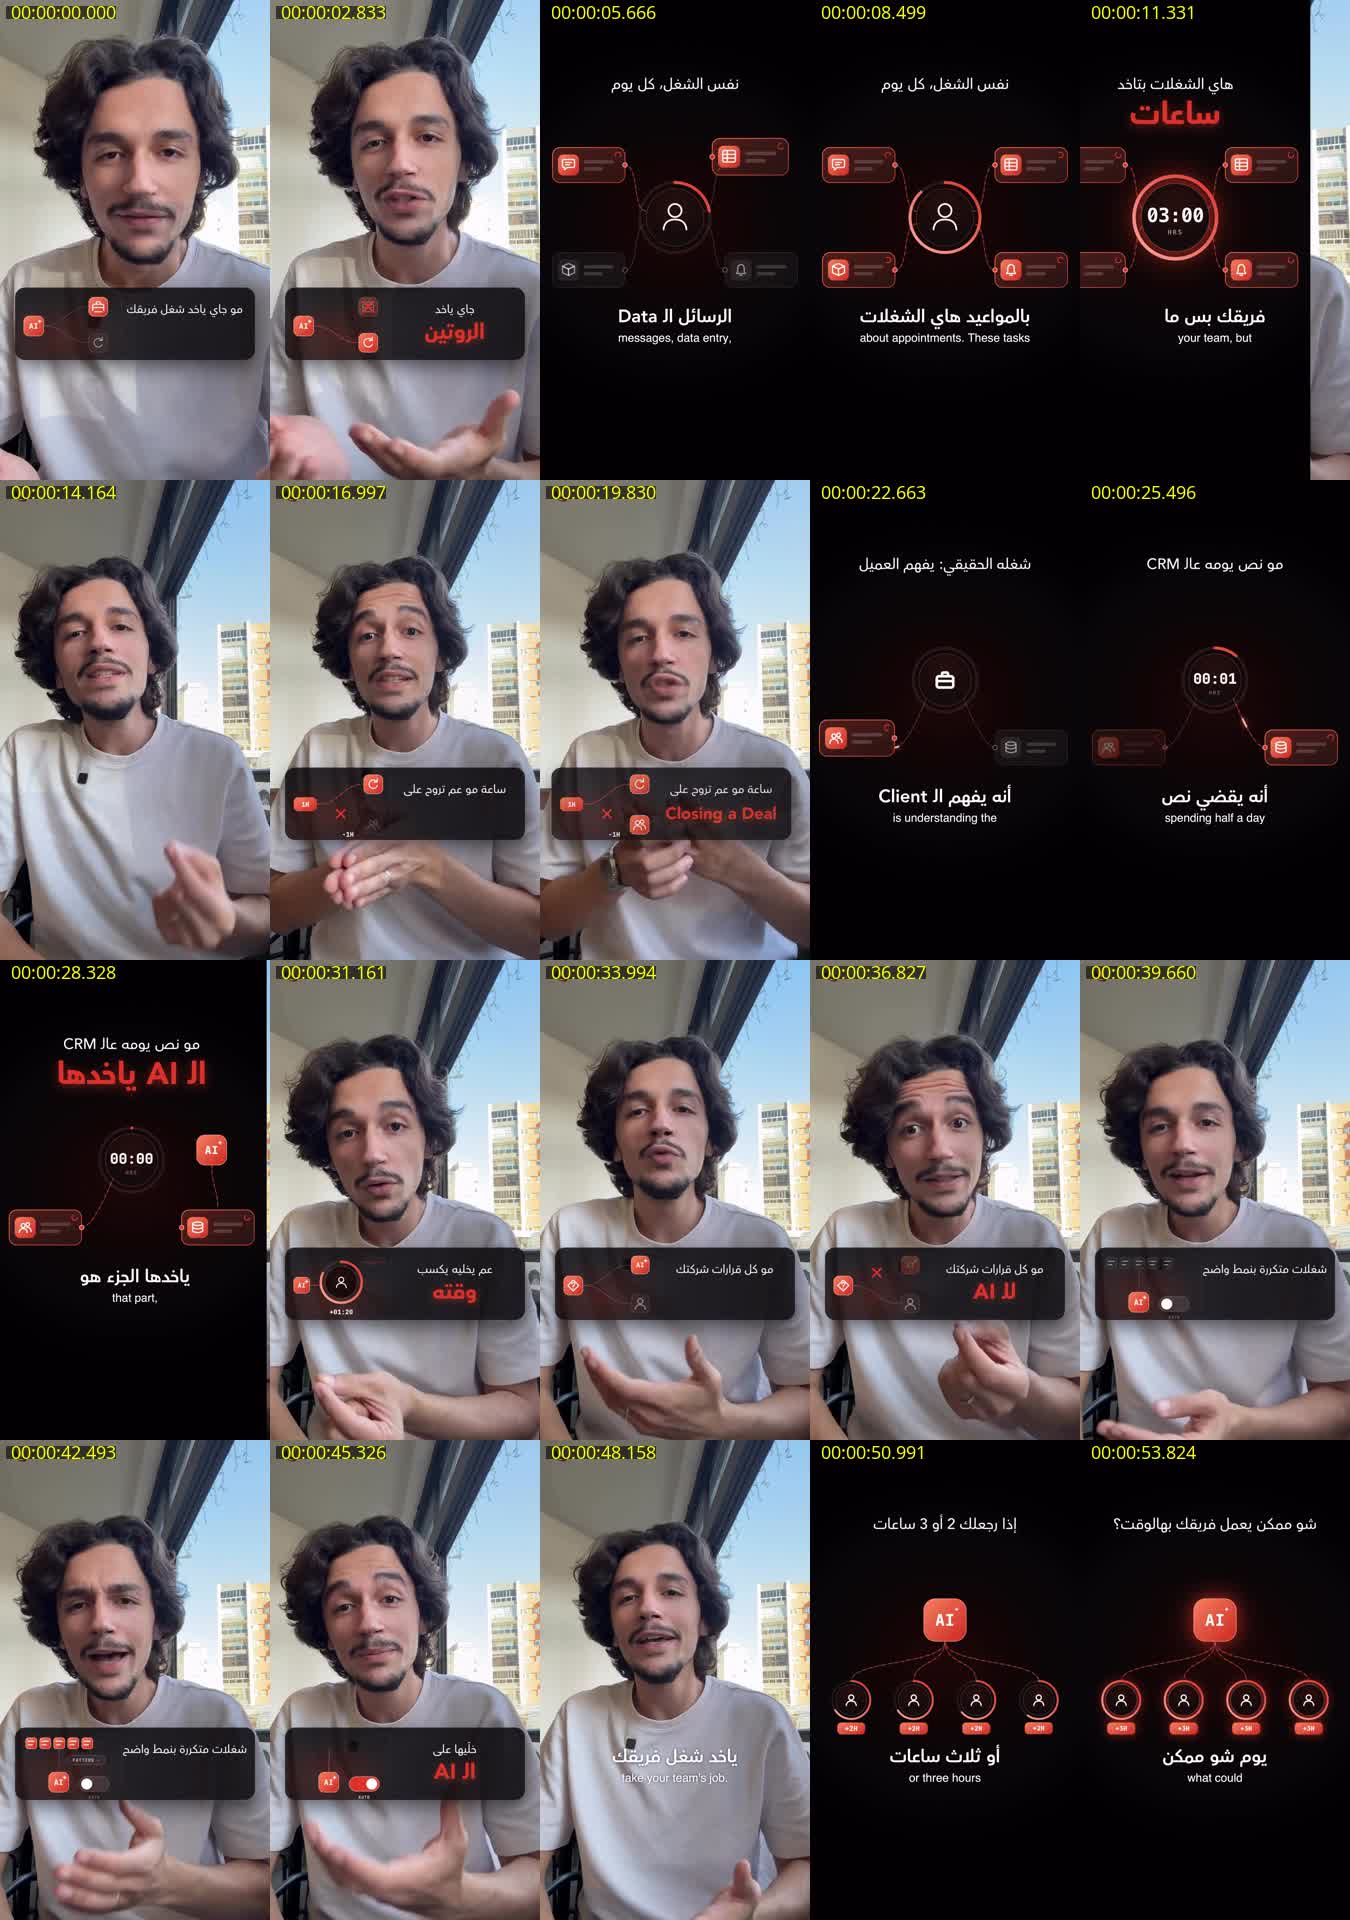 00:00:00.000
مو جاي ياخد شغل فريقك
AI
00:00:02.833
جاي ياخد
الروتين
AI
00:00:05.666
نفس الشغل، كل يوم
الرسائل الـ Data
messages, data entry,
00:00:08.499
نفس الشغل، كل يوم
بالمواعيد هاي الشغلات
about appointments. These tasks
00:00:11.331
هاي الشغلات بتاخد
ساعات
03:00
HRS
فريقك بس ما
your team, but
00:00:14.164
00:00:16.997
ساعة مو عم تروح على
1H
-1H
00:00:19.830
ساعة مو عم تروح على
Closing a Deal
1H
-1H
00:00:22.663
شغله الحقيقي: يفهم العميل
أنه يفهم الـ Client
is understanding the
00:00:25.496
مو نص يومه عالـ CRM
00:01
HRS
أنه يقضي نص
spending half a day
00:00:28.328
مو نص يومه عالـ CRM
الـ AI ياخدها
00:00
HRS
AI
ياخدها الجزء هو
that part,
00:00:31.161
عم يخليه يكسب
وقته
AI
+01:20
00:00:33.994
مو كل قرارات شركتك
AI
00:00:36.827
مو كل قرارات شركتك
للـ AI
AI
00:00:39.660
شغلات متكررة بنمط واضح
AI
00:00:42.493
شغلات متكررة بنمط واضح
PATTERN
AI
00:00:45.326
خلّيها على
الـ AI
AI
AUTO
00:00:48.158
ياخد شغل فريقك
take your team's job.
00:00:50.991
إذا رجعلك 2 أو 3 ساعات
AI
+2H
+2H
+2H
+2H
أو ثلاث ساعات
or three hours
00:00:53.824
شو ممكن يعمل فريقك بهالوقت؟
AI
+3H
+3H
+3H
+3H
يوم شو ممكن
what could